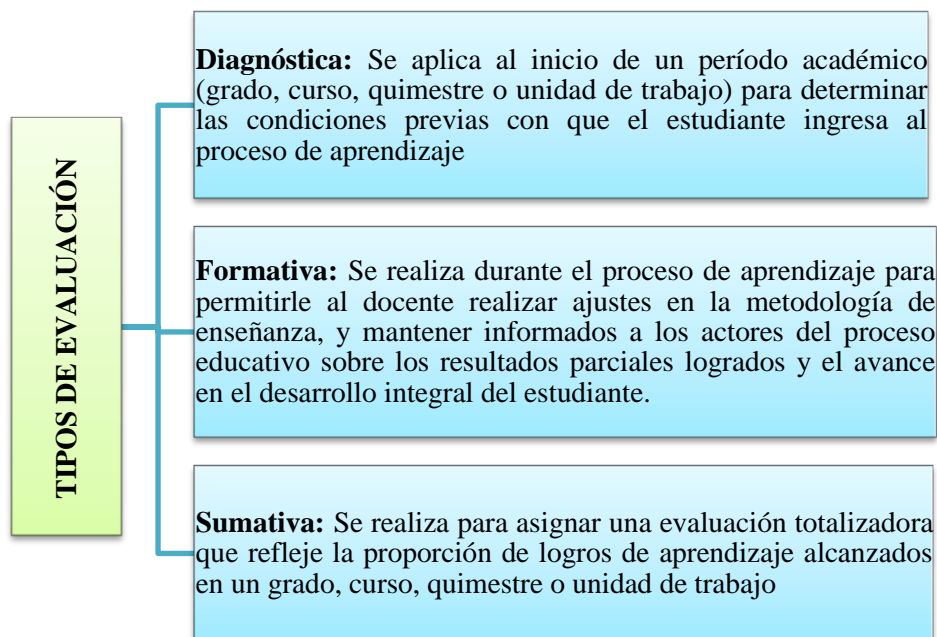 TIPOS DE EVALUACIÓN
Diagnóstica: Se aplica al inicio de un período académico
(grado, curso, quimestre o unidad de trabajo) para determinar
las condiciones previas con que el estudiante ingresa al
proceso de aprendizaje
Formativa: Se realiza durante el proceso de aprendizaje para
permitirle al docente realizar ajustes en la metodología de
enseñanza, y mantener informados a los actores del proceso
educativo sobre los resultados parciales logrados y el avance
en el desarrollo integral del estudiante.
Sumativa: Se realiza para asignar una evaluación totalizadora
que refleje la proporción de logros de aprendizaje alcanzados
en un grado, curso, quimestre o unidad de trabajo